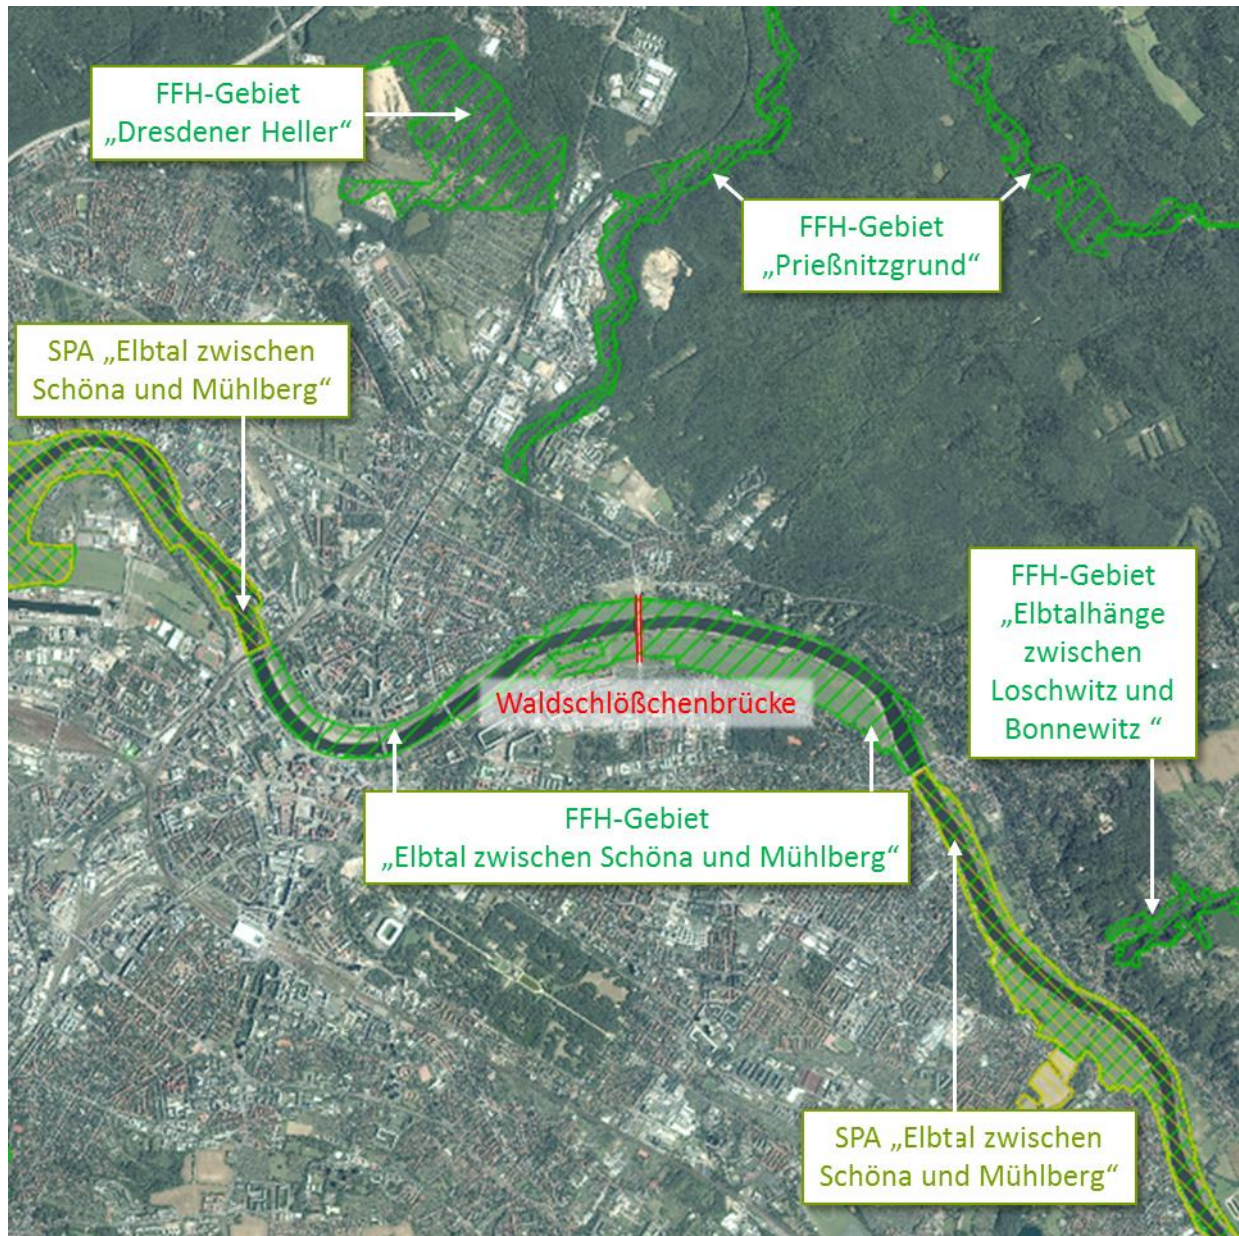 FFH-Gebiet
„Dresdener Heller“
FFH-Gebiet
„Prießnitzgrund“
SPA „Elbtal zwischen
Schöna und Mühlberg“
FFH-Gebiet
„Elbtalhänge
zwischen
Loschwitz und
Bonnewitz “
Waldschlößchenbrücke
FFH-Gebiet
„Elbtal zwischen Schöna und Mühlberg“
SPA „Elbtal zwischen
Schöna und Mühlberg“